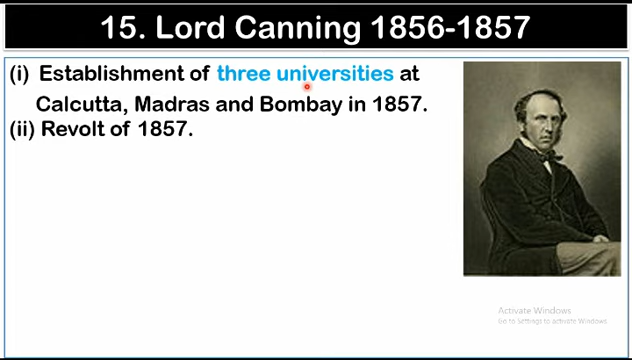 15. Lord Canning 1856-1857
(i) Establishment of three universities at
Calcutta, Madras and Bombay in 1857.
(ii) Revolt of 1857.
Activate Windows
Go to Settings to activate Windows.